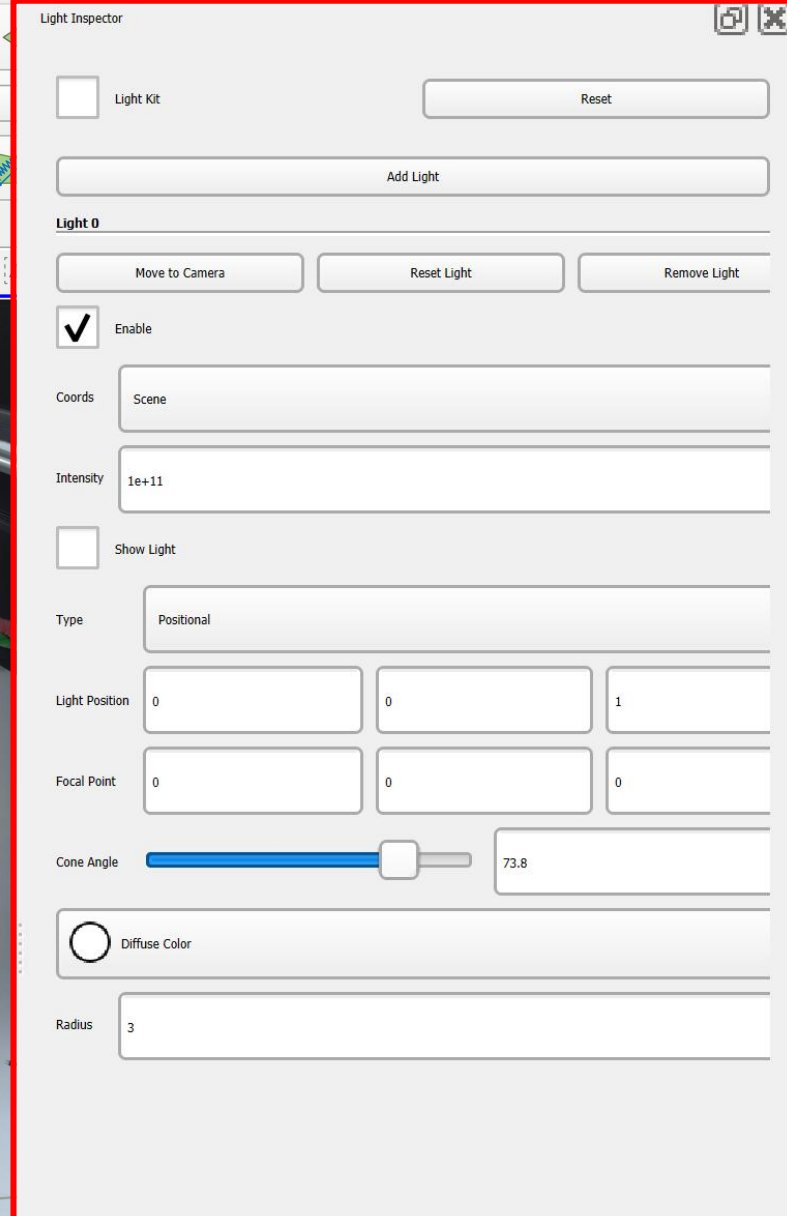 Light Inspector
Light Kit Reset
Add Light
Light 0
Move to Camera Reset Light Remove Light
Enable
Coords Scene
Intensity 1e+11
Show Light
Type Positional
Light Position 0 0 1
Focal Point 0 0 0
Cone Angle 73.8
Diffuse Color
Radius 3